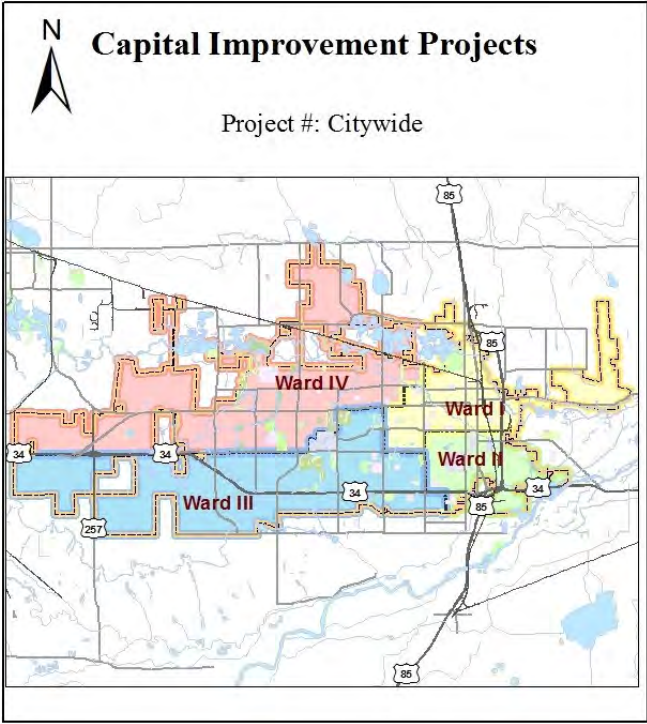 N
Capital Improvement Projects
Project #: Citywide
85
85
Ward IV
Ward I
34
34
Ward II
Ward III
34
34
85
257
85